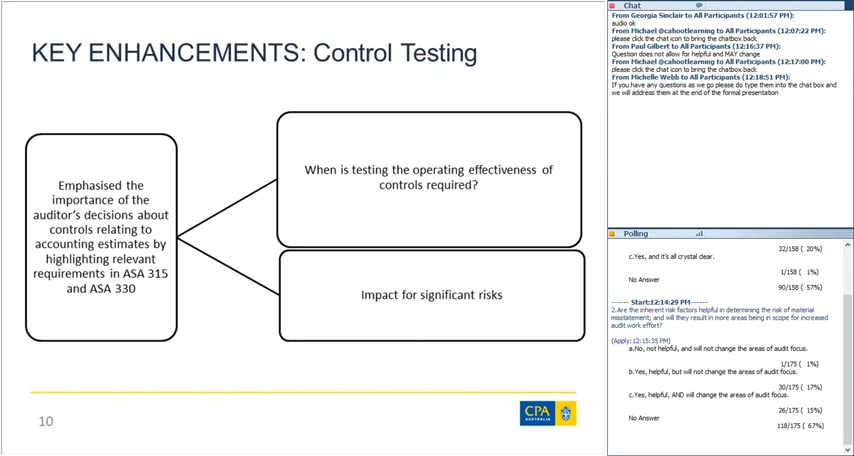 KEY ENHANCEMENTS: Control Testing
Emphasised the
importance of the
auditor's decisions about
controls relating to
accounting estimates by
highlighting relevant
requirements in ASA 315
and ASA 330
When is testing the operating effectiveness of
controls required?
Impact for significant risks
10
CPA
AUSTRALIA
Chat
From Georgia Sinclair to All Participants (12:01:57 PM):
audio ok
From Michael @cahootlearning to All Participants (12:07:22 PM):
please click the chat icon to bring the chatbox back
From Paul Gilbert to All Participants (12:16:37 PM):
Question does not allow for helpful and MAY change
From Michael @cahootlearning to All Participants (12:17:00 PM):
please click the chat icon to bring the chatbox back
From Michelle Webb to All Participants (12:18:51 PM):
If you have any questions as we go please do type them into the chat box and
we will address them at the end of the formal presentation
Polling
32/158 ( 20%)
c.Yes, and it's all crystal clear.
1/158 ( 1%)
No Answer
90/158 ( 57%)
------ Start:12:14:29 PM------
2.Are the inherent risk factors helpful in determining the risk of material
misstatement; and will they result in more areas being in scope for increased
audit work effort?
(Apply:12:15:35 PM)
a.No, not helpful, and will not change the areas of audit focus.
1/175 ( 1%)
b.Yes, helpful, but will not change the areas of audit focus.
30/175 ( 17%)
c.Yes, helpful, AND will change the areas of audit focus.
26/175 ( 15%)
No Answer
118/175 ( 67%)